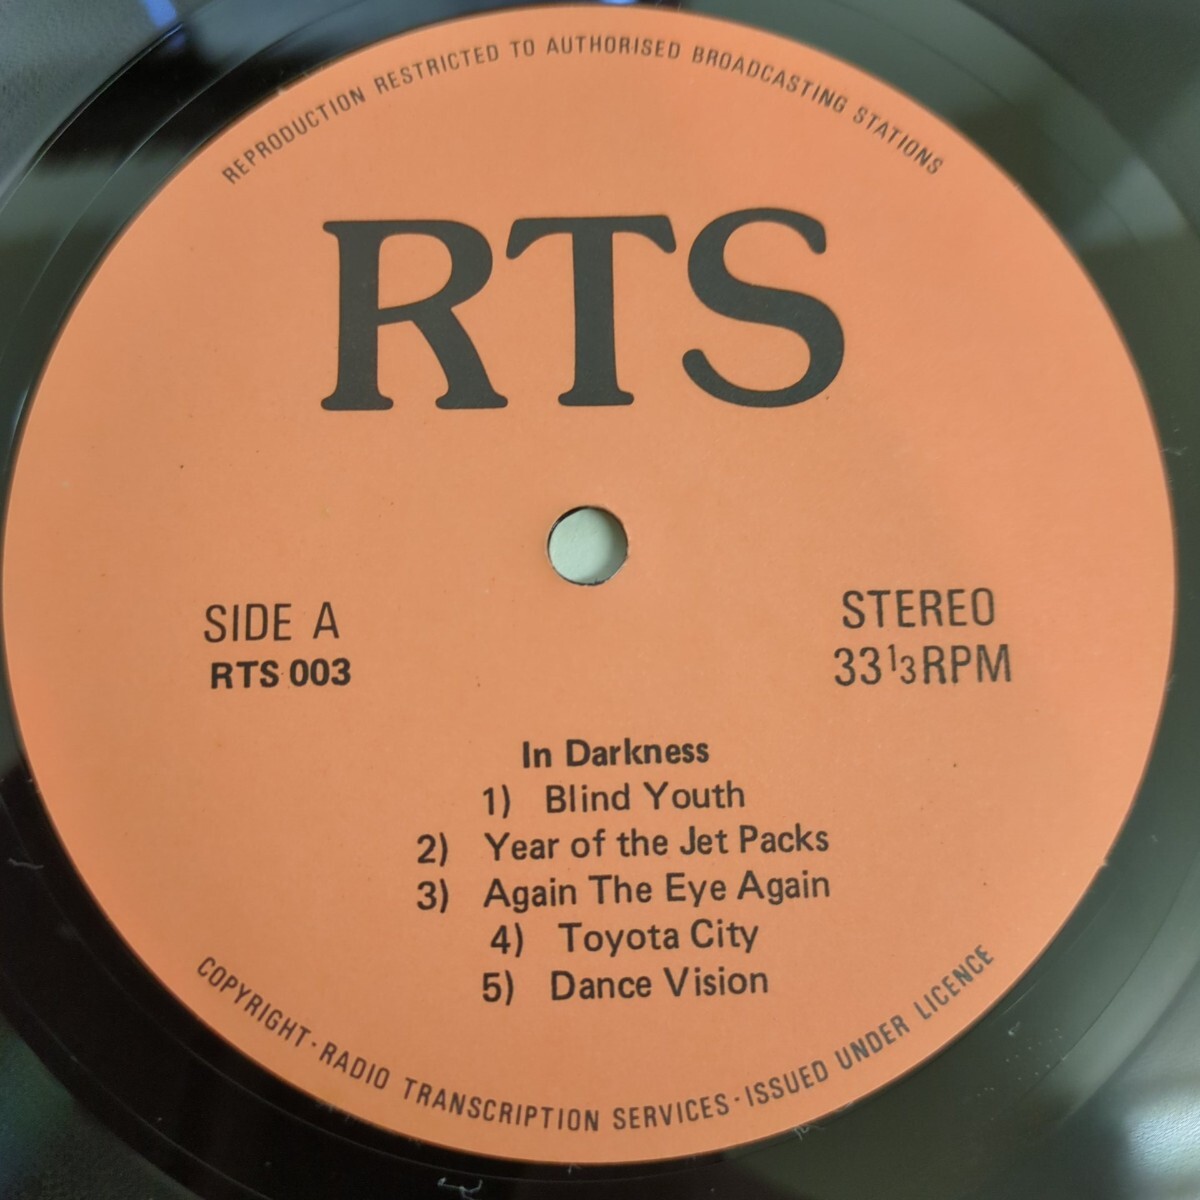 REPRODUCTION RESTRICTED TO AUTHORISED BROADCASTING STATIONS
RTS
SIDE A
RTS 003
STEREO
33 1/3 RPM
In Darkness
1) Blind Youth
2) Year of the Jet Packs
3) Again The Eye Again
4) Toyota City
5) Dance Vision
COPYRIGHT · RADIO TRANSCRIPTION SERVICES · ISSUED UNDER LICENCE